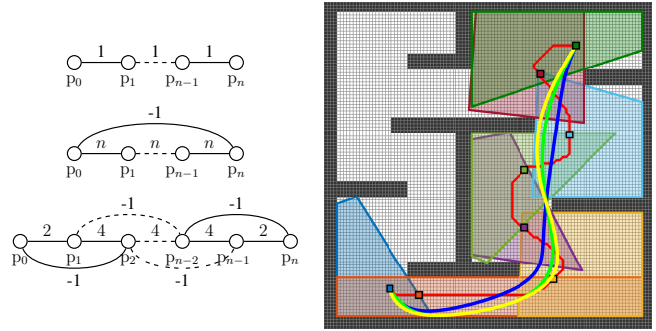 1 1 1
p₀ p₁ pₙ₋₁ pₙ
-1
n n n
p₀ p₁ pₙ₋₁ pₙ
-1 -1
2 4 4 4 2
p₀ p₁ p₂ pₙ₋₂ pₙ₋₁ pₙ
-1 -1